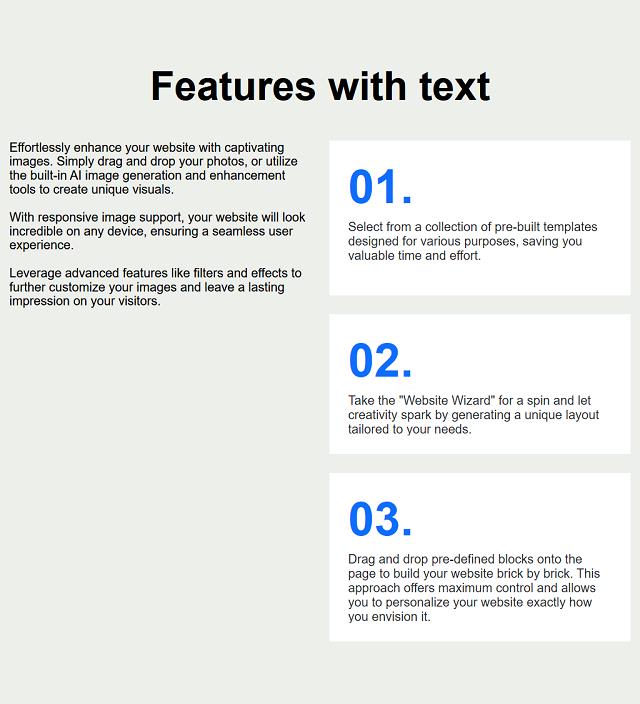 Features with text
Effortlessly enhance your website with captivating
images. Simply drag and drop your photos, or utilize
the built-in AI image generation and enhancement
tools to create unique visuals.
With responsive image support, your website will look
incredible on any device, ensuring a seamless user
experience.
Leverage advanced features like filters and effects to
further customize your images and leave a lasting
impression on your visitors.
01.
Select from a collection of pre-built templates
designed for various purposes, saving you
valuable time and effort.
02.
Take the "Website Wizard" for a spin and let
creativity spark by generating a unique layout
tailored to your needs.
03.
Drag and drop pre-defined blocks onto the
page to build your website brick by brick. This
approach offers maximum control and allows
you to personalize your website exactly how
you envision it.